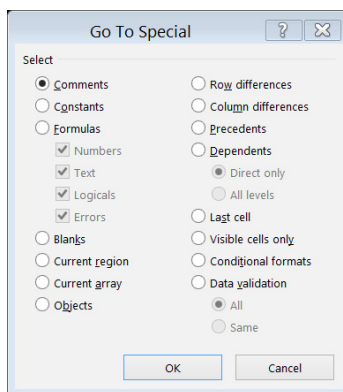 Go To Special
Select
Comments
Constants
Formulas
Numbers
Text
Logicals
Errors
Blanks
Current region
Current array
Objects
Row differences
Column differences
Precedents
Dependents
Direct only
All levels
Last cell
Visible cells only
Conditional formats
Data validation
All
Same
OK
Cancel